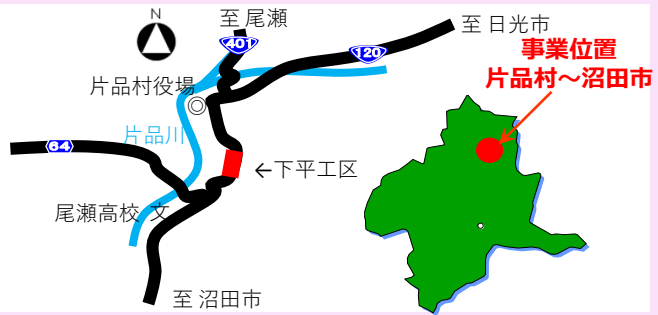 N
至 尾瀬
401
120
至 日光市
事業位置
片品村～沼田市
片品村役場
片品川
64
←下平工区
尾瀬高校 文
至 沼田市